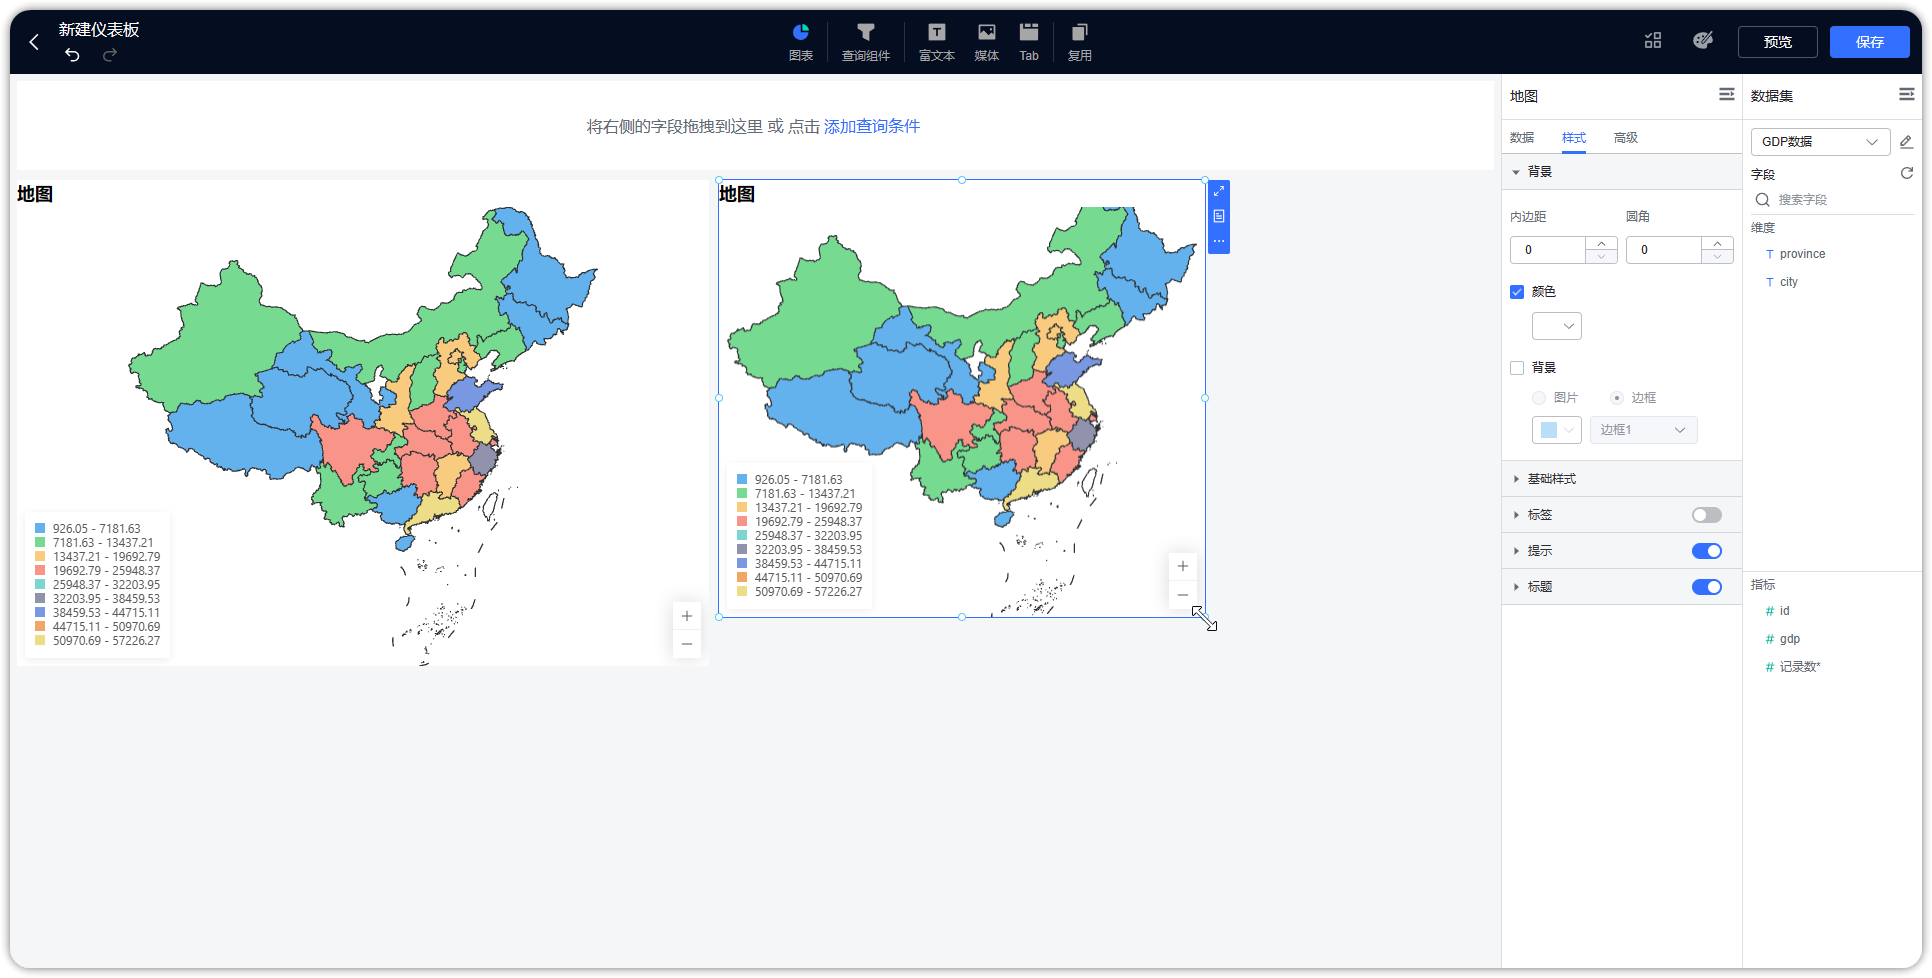 新建仪表板
图表
查询组件
富文本
媒体
Tab
复用
预览
保存
将右侧的字段拖拽到这里 或 点击 添加查询条件
地图
926.05 - 7181.63
7181.63 - 13437.21
13437.21 - 19692.79
19692.79 - 25948.37
25948.37 - 32203.95
32203.95 - 38459.53
38459.53 - 44715.11
44715.11 - 50970.69
50970.69 - 57226.27
地图
926.05 - 7181.63
7181.63 - 13437.21
13437.21 - 19692.79
19692.79 - 25948.37
25948.37 - 32203.95
32203.95 - 38459.53
38459.53 - 44715.11
44715.11 - 50970.69
50970.69 - 57226.27
地图
数据 样式 高级
背景
内边距 圆角
0 0
颜色
背景
图片 边框
边框1
基础样式
标签
提示
标题
数据集
GDP数据
字段
搜索字段
维度
T province
T city
指标
# id
# gdp
# 记录数*